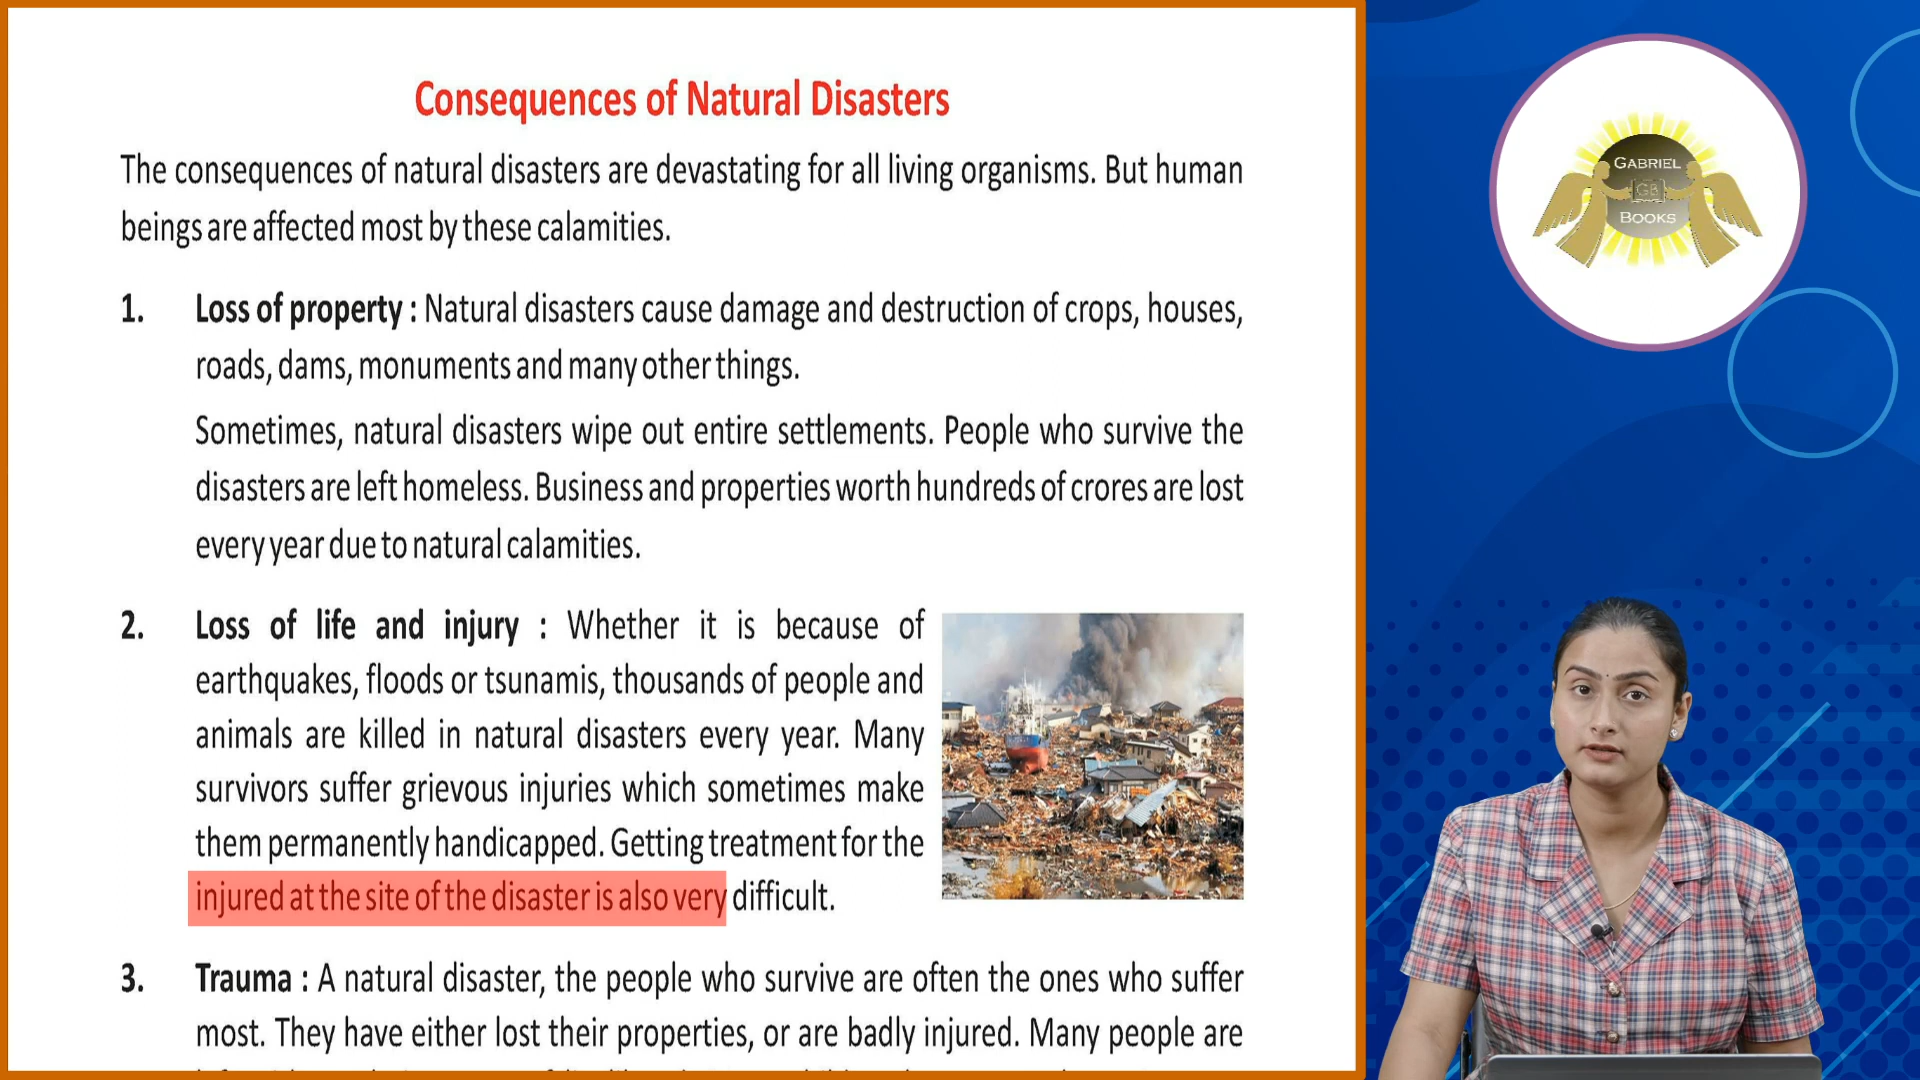 Consequences of Natural Disasters
The consequences of natural disasters are devastating for all living organisms. But human
beings are affected most by these calamities.
1. Loss of property : Natural disasters cause damage and destruction of crops, houses,
roads, dams, monuments and many other things.
Sometimes, natural disasters wipe out entire settlements. People who survive the
disasters are left homeless. Business and properties worth hundreds of crores are lost
every year due to natural calamities.
2. Loss of life and injury : Whether it is because of
earthquakes, floods or tsunamis, thousands of people and
animals are killed in natural disasters every year. Many
survivors suffer grievous injuries which sometimes make
them permanently handicapped. Getting treatment for the
injured at the site of the disaster is also very difficult.
3. Trauma : A natural disaster, the people who survive are often the ones who suffer
most. They have either lost their properties, or are badly injured. Many people are
GABRIEL
GB
BOOKS